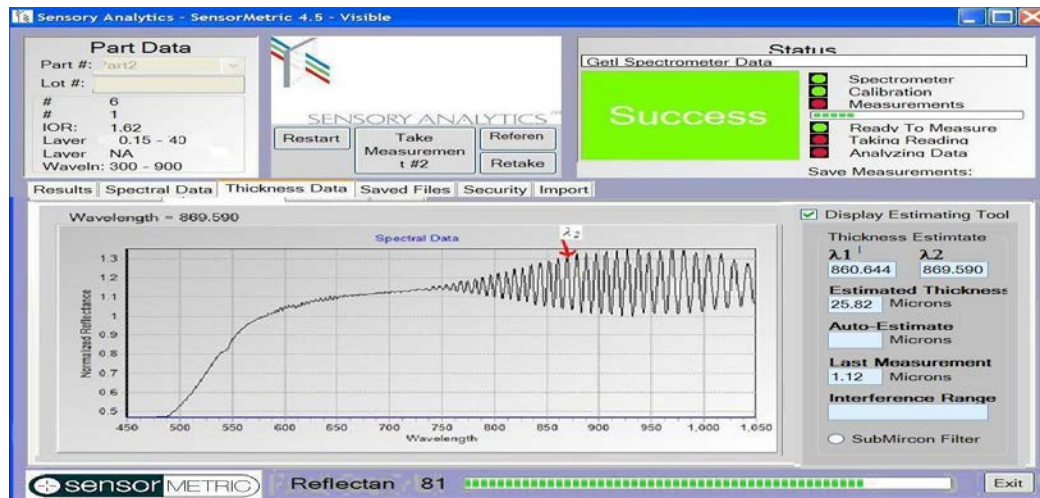 Sensory Analytics - SensorMetric 4.5 - Visible
Part Data
Part #: Part2
Lot #:
# 6
# 1
IOR: 1.62
Laver 0.15 - 40
Laver NA
Waveln: 300 - 900
SENSORY ANALYTICS™
Restart
Take Measuremen t #2
Referen
Retake
Status
Getl Spectrometer Data
Success
Spectrometer
Calibration
Measurements
Ready To Measure
Taking Reading
Analyzing Data
Save Measurements:
Results Spectral Data Thickness Data Saved Files Security Import
Wavelength = 869.590
Spectral Data
λ2
Normalized Reflectance
1.3
1.2
1.1
1
0.9
0.8
0.7
0.6
0.5
450 500 550 600 650 700 750 800 850 900 950 1,000 1,050
Wavelength
Display Estimating Tool
Thickness Estimtate
λ1 λ2
860.644 869.590
Estimated Thickness
25.82 Microns
Auto-Estimate
Microns
Last Measurement
1.12 Microns
Interference Range
SubMircon Filter
sensor METRIC
Reflectan 81
Exit